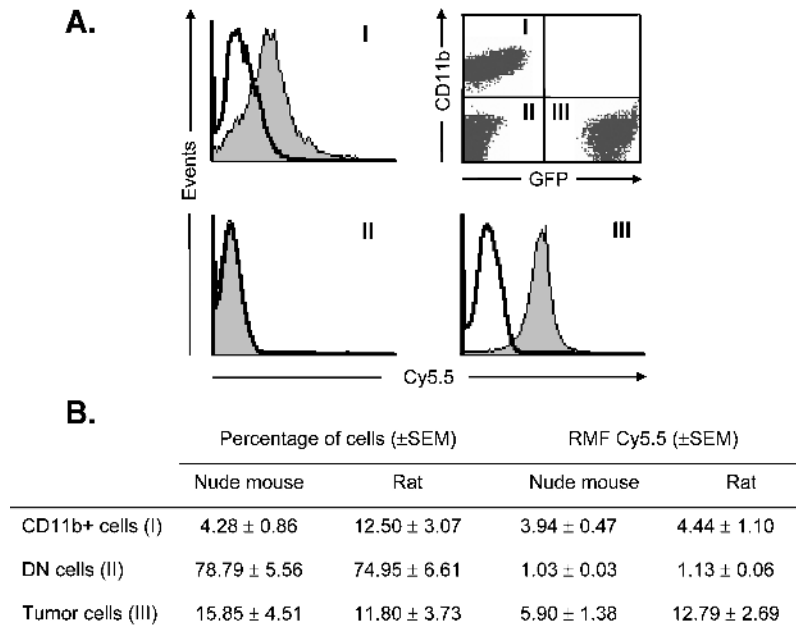 A.
I
Events
CD11b
I
II
III
GFP
II
III
Cy5.5
B.
Percentage of cells (±SEM) RMF Cy5.5 (±SEM)
Nude mouse Rat Nude mouse Rat
CD11b+ cells (I) 4.28 ± 0.86 12.50 ± 3.07 3.94 ± 0.47 4.44 ± 1.10
DN cells (II) 78.79 ± 5.56 74.95 ± 6.61 1.03 ± 0.03 1.13 ± 0.06
Tumor cells (III) 15.85 ± 4.51 11.80 ± 3.73 5.90 ± 1.38 12.79 ± 2.69